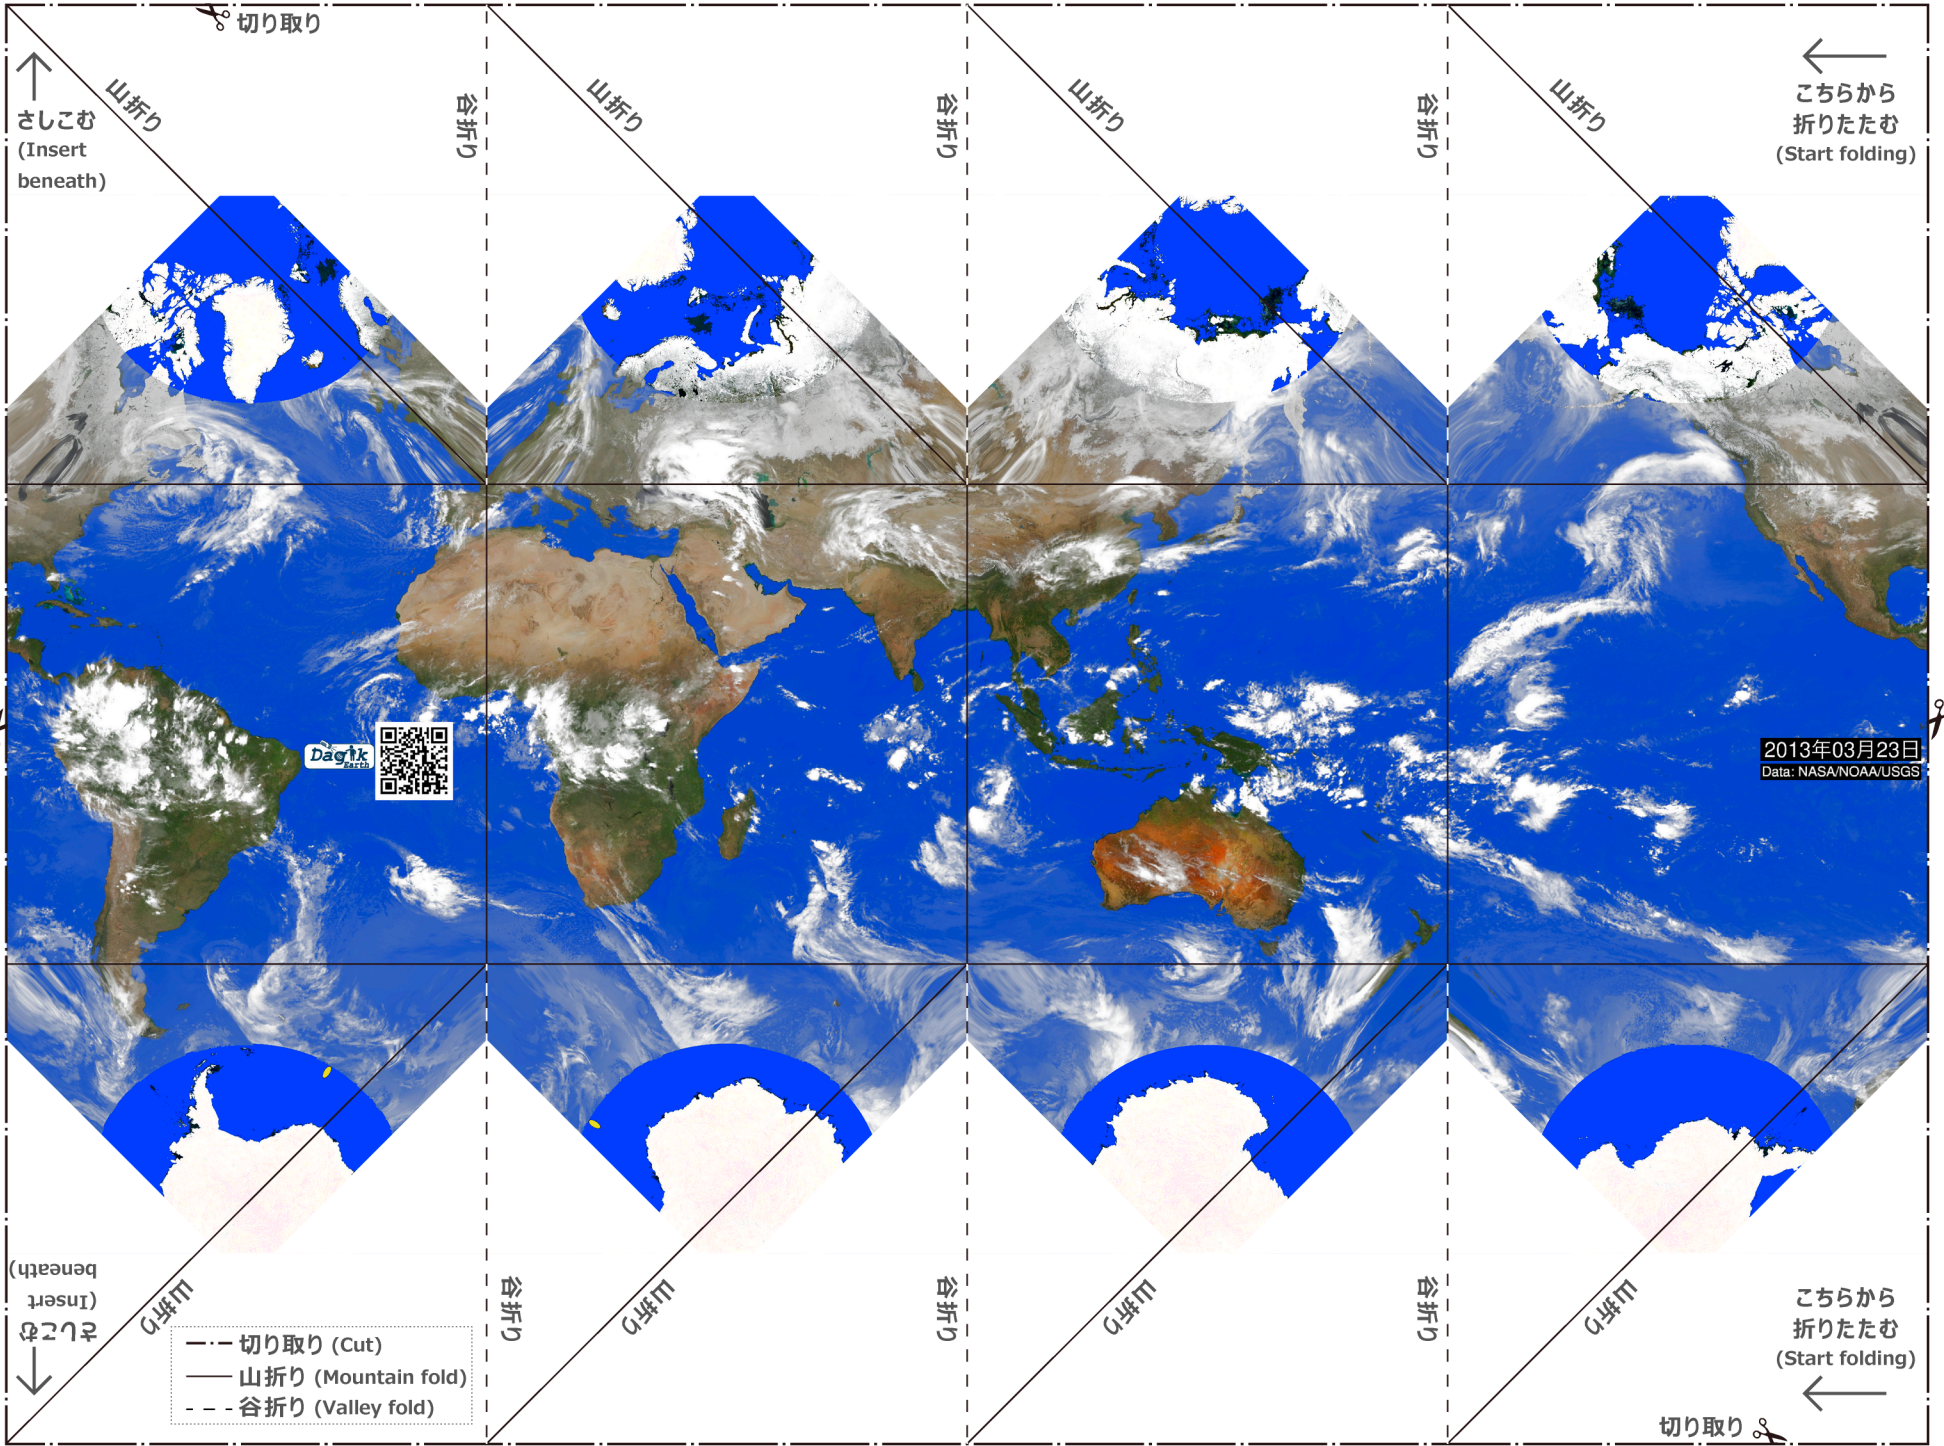 切り取り
さしこむ
(Insert
beneath)
山折り
谷折り
山折り
谷折り
山折り
谷折り
山折り
こちらから
折りたたむ
(Start folding)
Dagik
Earth
2013年03月23日
Data: NASA/NOAA/USGS
さしこむ
(Insert
beneath)
山折り
谷折り
山折り
谷折り
山折り
谷折り
山折り
こちらから
折りたたむ
(Start folding)
切り取り (Cut)
山折り (Mountain fold)
谷折り (Valley fold)
切り取り